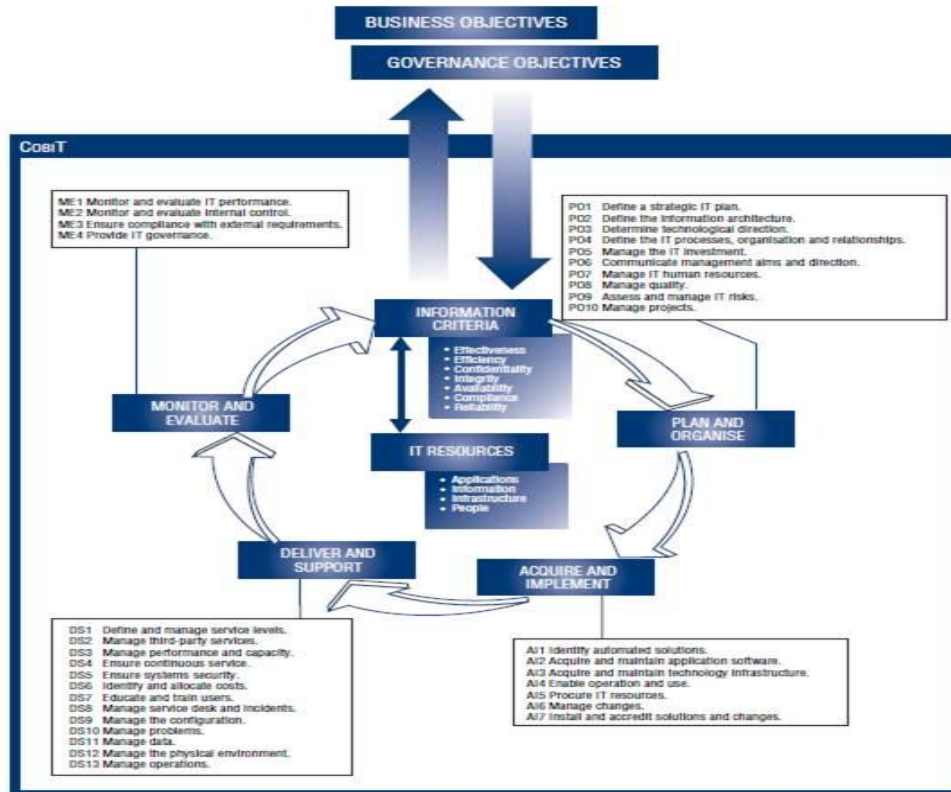 BUSINESS OBJECTIVES
GOVERNANCE OBJECTIVES
COBIT
ME1 Monitor and evaluate IT performance.
ME2 Monitor and evaluate internal control.
ME3 Ensure compliance with external requirements.
ME4 Provide IT governance.
PO1 Define a strategic IT plan.
PO2 Define the information architecture.
PO3 Determine technological direction.
PO4 Define the IT processes, organisation and relationships.
PO5 Manage the IT investment.
PO6 Communicate management aims and direction.
PO7 Manage IT human resources.
PO8 Manage quality.
PO9 Assess and manage IT risks.
PO10 Manage projects.
INFORMATION
CRITERIA
• Effectiveness
• Efficiency
• Confidentiality
• Integrity
• Availability
• Compliance
• Reliability
MONITOR AND
EVALUATE
PLAN AND
ORGANISE
IT RESOURCES
• Applications
• Information
• Infrastructure
• People
DELIVER AND
SUPPORT
ACQUIRE AND
IMPLEMENT
DS1 Define and manage service levels.
DS2 Manage third-party services.
DS3 Manage performance and capacity.
DS4 Ensure continuous service.
DS5 Ensure systems security.
DS6 Identify and allocate costs.
DS7 Educate and train users.
DS8 Manage service desk and incidents.
DS9 Manage the configuration.
DS10 Manage problems.
DS11 Manage data.
DS12 Manage the physical environment.
DS13 Manage operations.
AI1 Identify automated solutions.
AI2 Acquire and maintain application software.
AI3 Acquire and maintain technology infrastructure.
AI4 Enable operation and use.
AI5 Procure IT resources.
AI6 Manage changes.
AI7 Install and accredit solutions and changes.